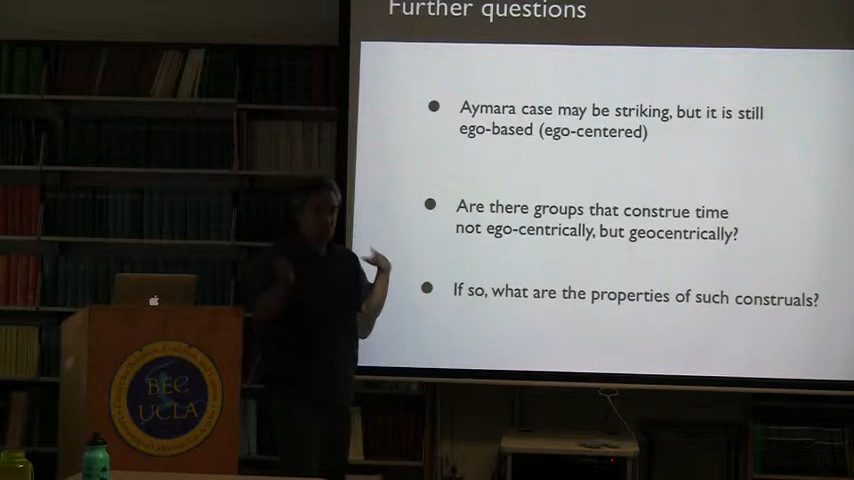 Further questions
Aymara case may be striking, but it is still
ego-based (ego-centered)
Are there groups that construe time
not ego-centrically, but geocentrically?
If so, what are the properties of such construals?
BEC
UCLA